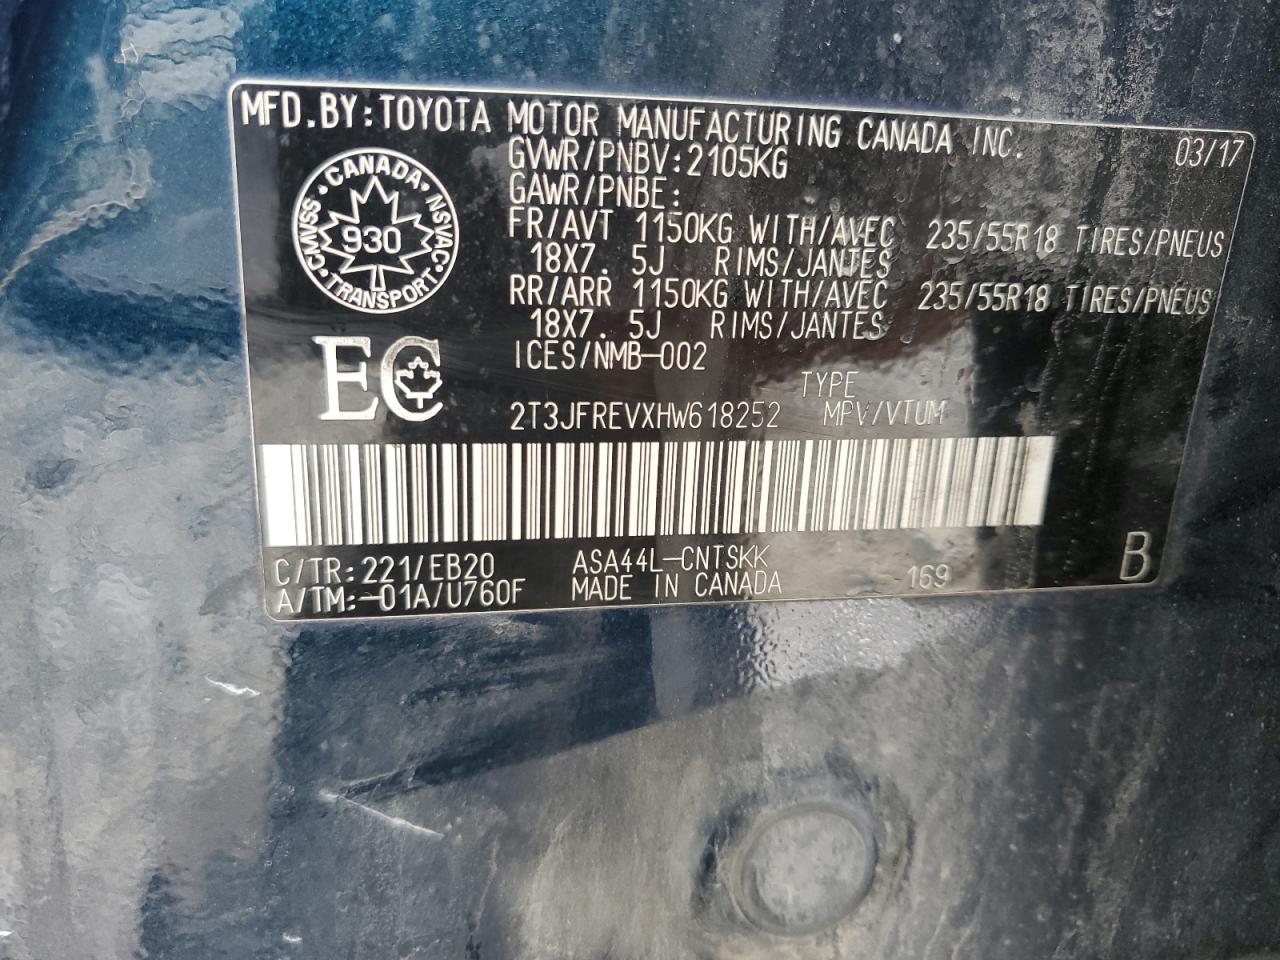 MFD.BY:TOYOTA MOTOR MANUFACTURING CANADA INC. 03/17
GVWR/PNBV:2105KG
GAWR/PNBE:
FR/AVT 1150KG WITH/AVEC 235/55R18 TIRES/PNEUS
18X7. 5J RIMS/JANTES
RR/ARR 1150KG WITH/AVEC 235/55R18 TIRES/PNEUS
18X7. 5J RIMS/JANTES
ICES/NMB-002
CANADA
CMVSS 930 NSVAC
TRANSPORT
EC
TYPE
2T3JFREVXHW618252 MPV/VTUM
C/TR:221/EB20 ASA44L-CNTSKK
A/TM:-01A/U760F MADE IN CANADA 169 B